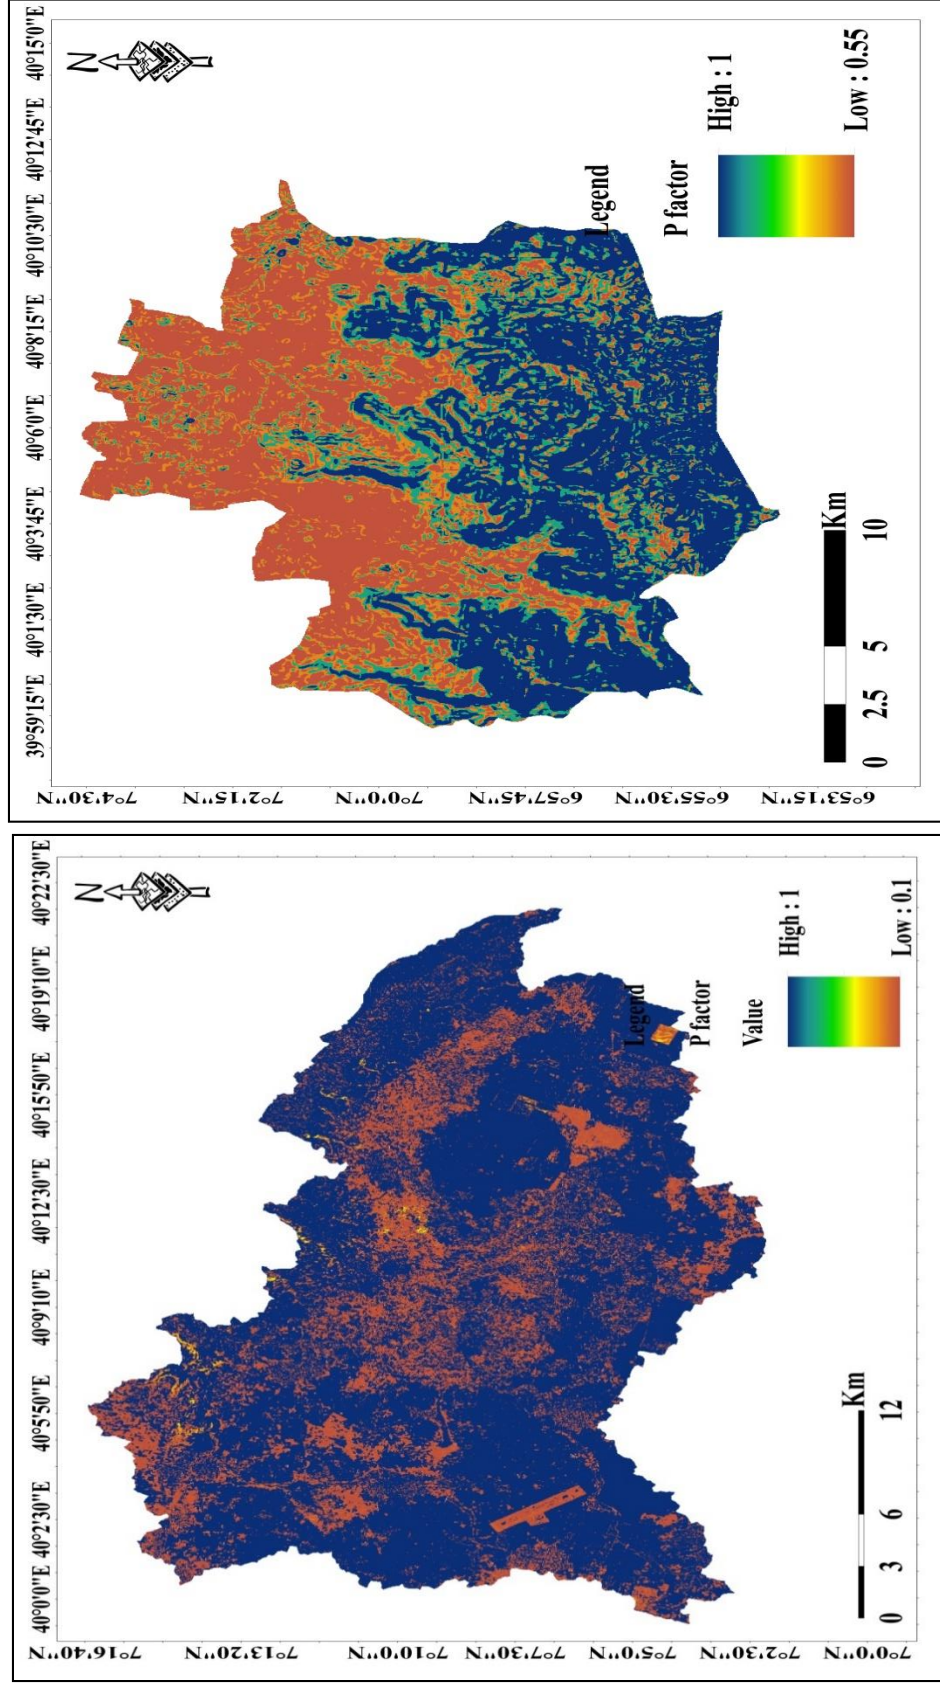 N
40°15'0"E
40°12'45"E
40°10'30"E
40°8'15"E
40°6'0"E
40°3'45"E
40°1'30"E
39°59'15"E
7°4'30"N
7°2'15"N
7°0'0"N
6°57'45"N
6°55'30"N
6°53'15"N
Legend
P factor
High : 1
Low : 0.55
Km
0 2.5 5 10
N
40°22'30"E
40°19'10"E
40°15'50"E
40°12'30"E
40°9'10"E
40°5'50"E
40°2'30"E
40°0'0"E
7°16'40"N
7°13'20"N
7°10'0"N
7°7'30"N
7°5'0"N
7°2'30"N
7°0'0"N
Legend
P factor
Value
High : 1
Low : 0.1
Km
0 3 6 12